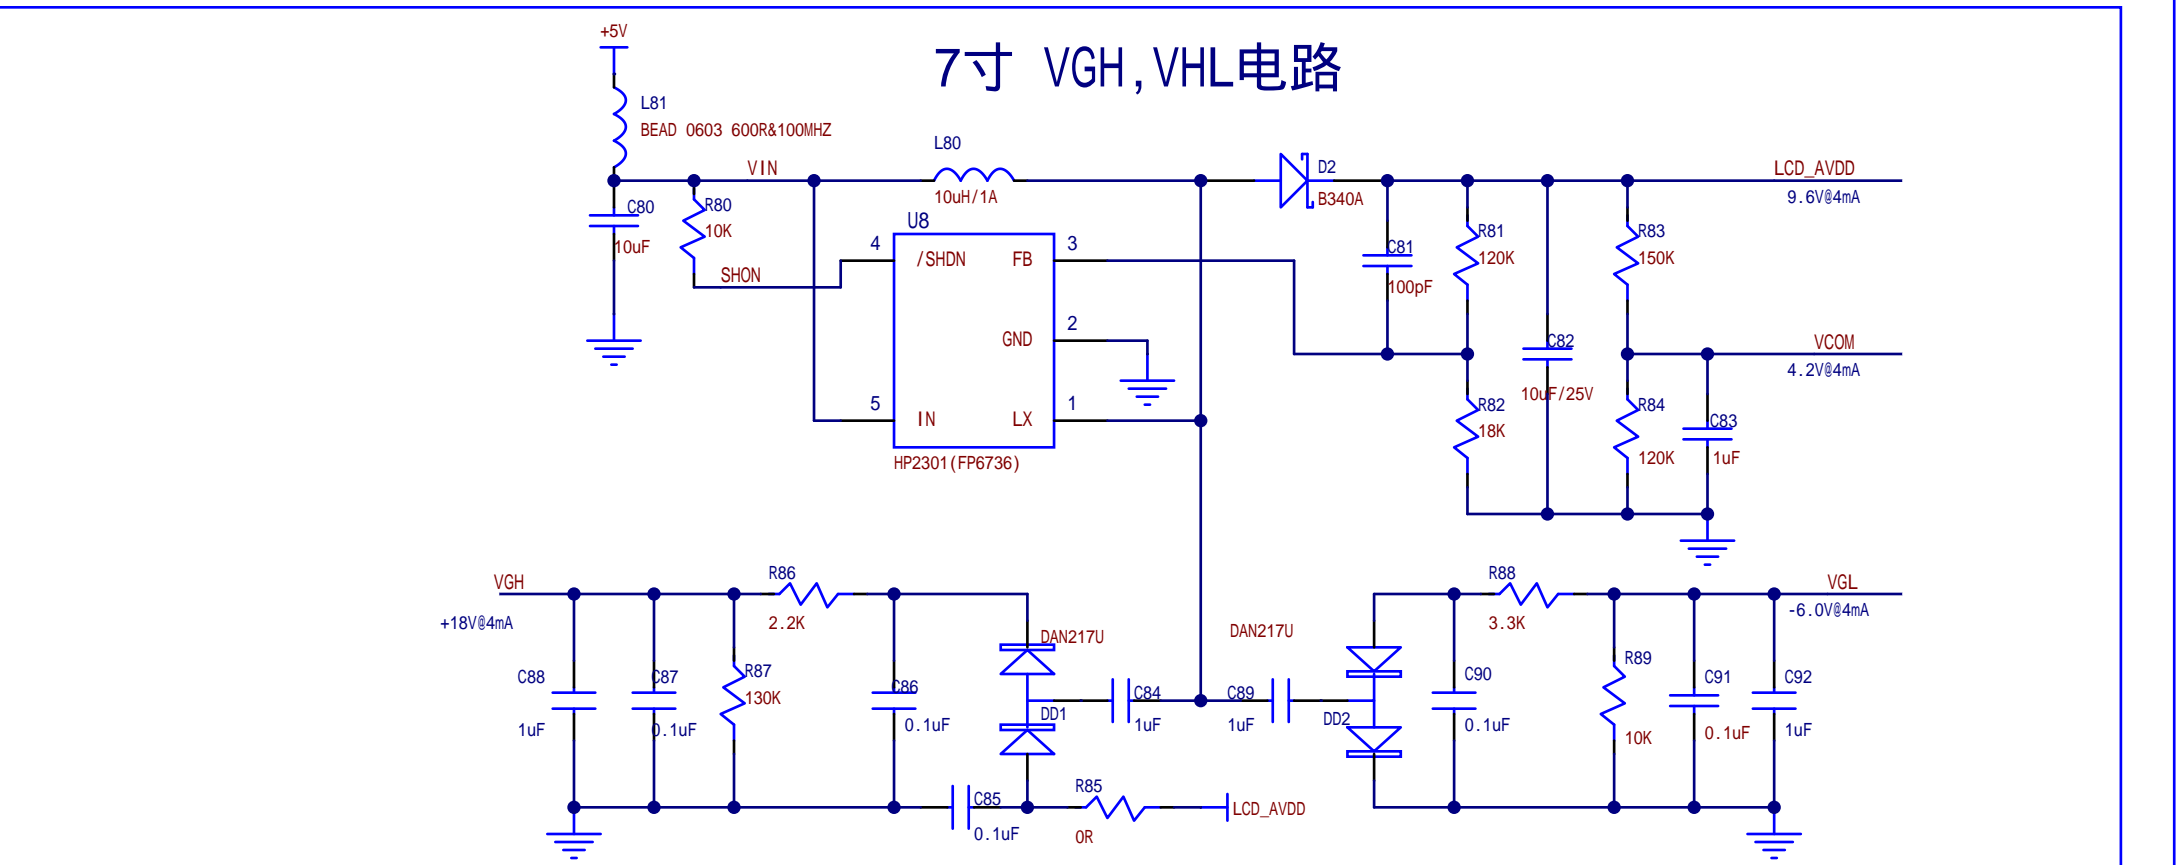 +5V
7寸 VGH,VHL电路
L81
BEAD 0603 600R&100MHZ
L80
VIN
10uH/1A
D2
B340A
LCD_AVDD
9.6V@4mA
C80
10uF
R80
10K
SHON
U8
4
/SHDN
FB
3
GND
2
5
IN
LX
1
HP2301(FP6736)
C81
100pF
R81
120K
R83
150K
C82
10uF/25V
VCOM
4.2V@4mA
R82
18K
R84
120K
C83
1uF
VGH
+18V@4mA
R86
2.2K
C88
1uF
C87
0.1uF
R87
130K
C86
0.1uF
DAN217U
DD1
C84
1uF
C85
0.1uF
R85
0R
LCD_AVDD
DAN217U
C89
1uF
DD2
R88
3.3K
VGL
-6.0V@4mA
C90
0.1uF
R89
10K
C91
0.1uF
C92
1uF